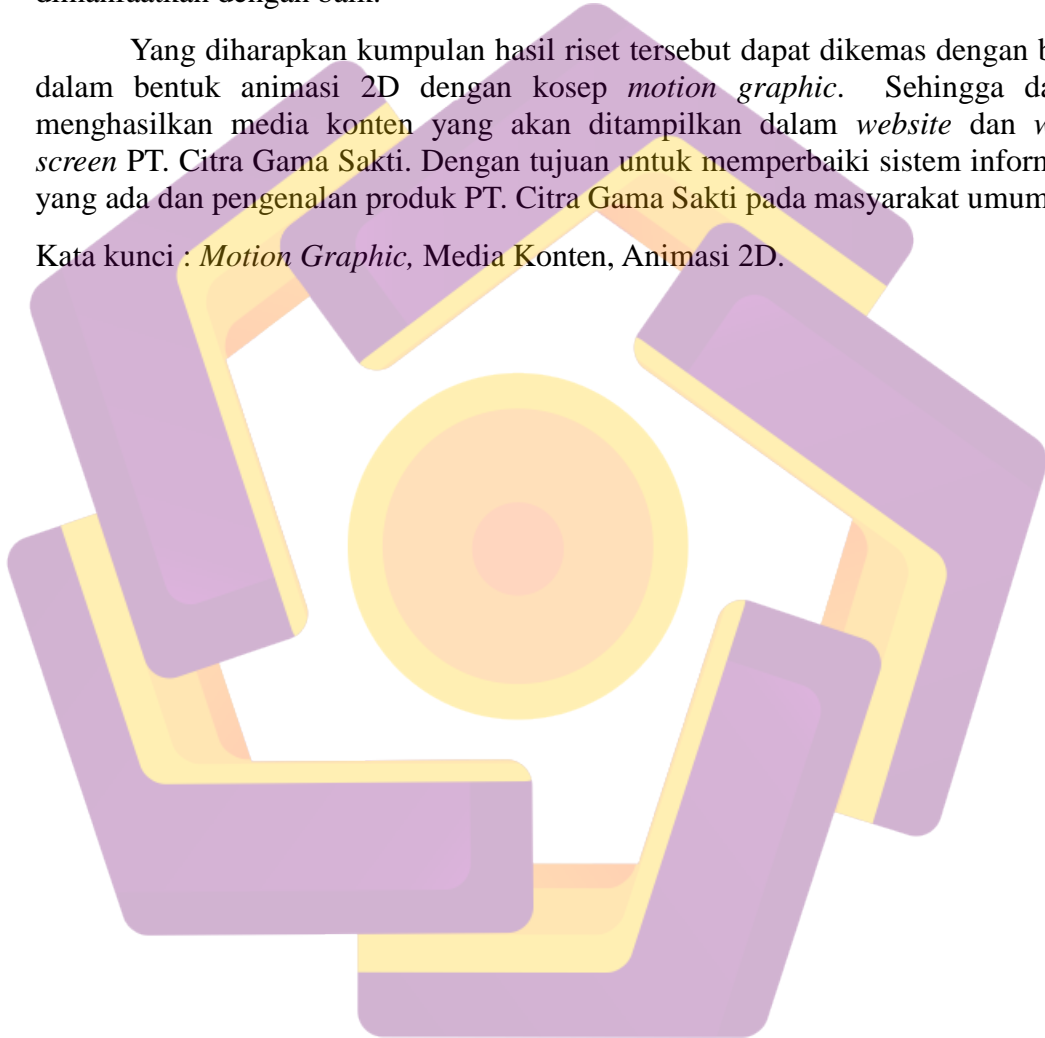 dimanfaatkan dengan baik.
Yang diharapkan kumpulan hasil riset tersebut dapat dikemas dengan
dalam bentuk animasi 2D dengan kosep motion graphic. Sehingga
menghasilkan media konten yang akan ditampilkan dalam website dan
screen PT. Citra Gama Sakti. Dengan tujuan untuk memperbaiki sistem
yang ada dan pengenalan produk PT. Citra Gama Sakti pada masyarakat umum
Kata kunci : Motion Graphic, Media Konten, Animasi 2D.